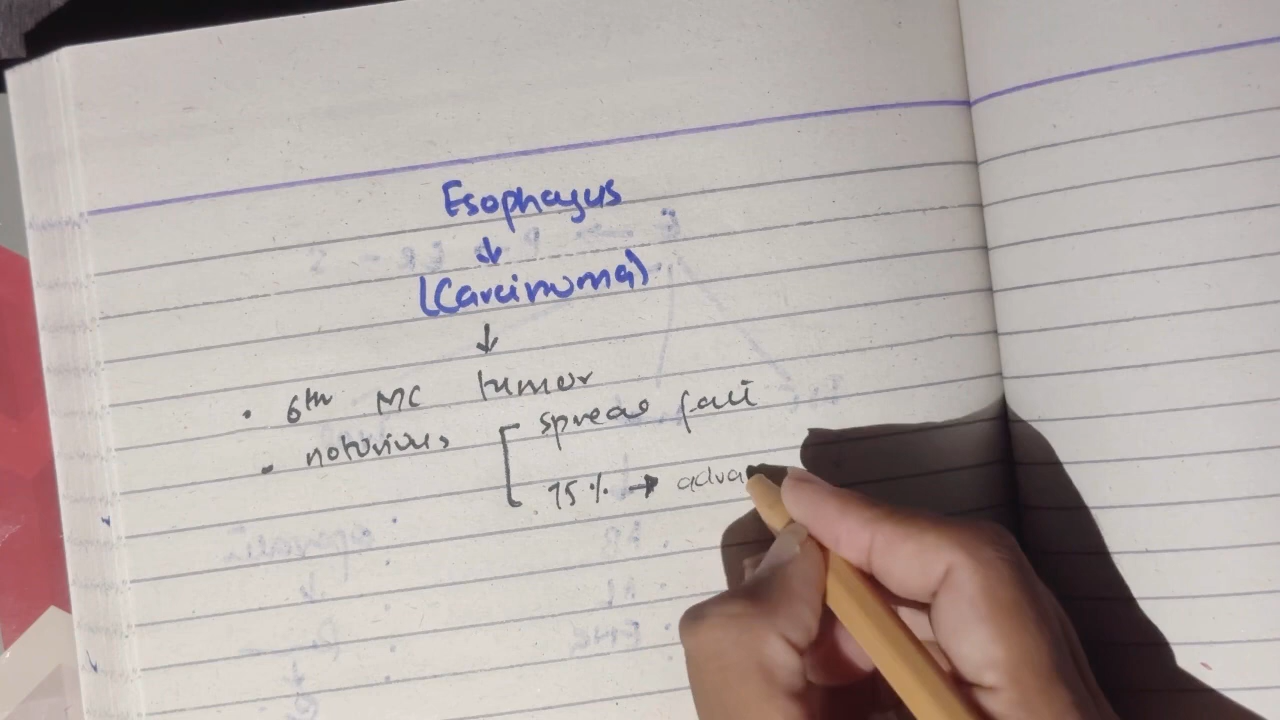 Esophagus
↓
(Carcinoma)
↓
• 6th MC tumor
• notorious [ spread fast
75% → adva